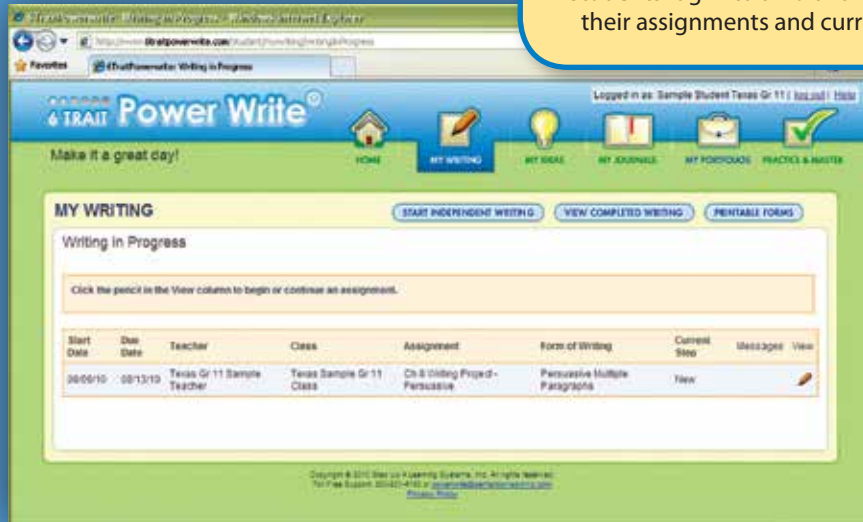 their assignments and curr
Favorites
Logged in as: Sample Student Texas Gr 11 ( log out ) Help
6 TRAIT Power Write®
Make it a great day!
HOME
MY WRITING
MY IDEAS
MY JOURNALS
MY PORTFOLIOS
PRACTICE & MASTER
MY WRITING
START INDEPENDENT WRITING
VIEW COMPLETED WRITING
PRINTABLE FORMS
Writing in Progress
Click the pencil in the View column to begin or continue an assignment.
Start Date Due Date Teacher Class Assignment Form of Writing Current Step Messages View
08/13/10 Texas Gr 11 Sample Teacher Texas Sample Gr 11 Class Ch 8 Writing Project - Persuasive Persuasive Multiple Paragraphs New
Privacy Policy